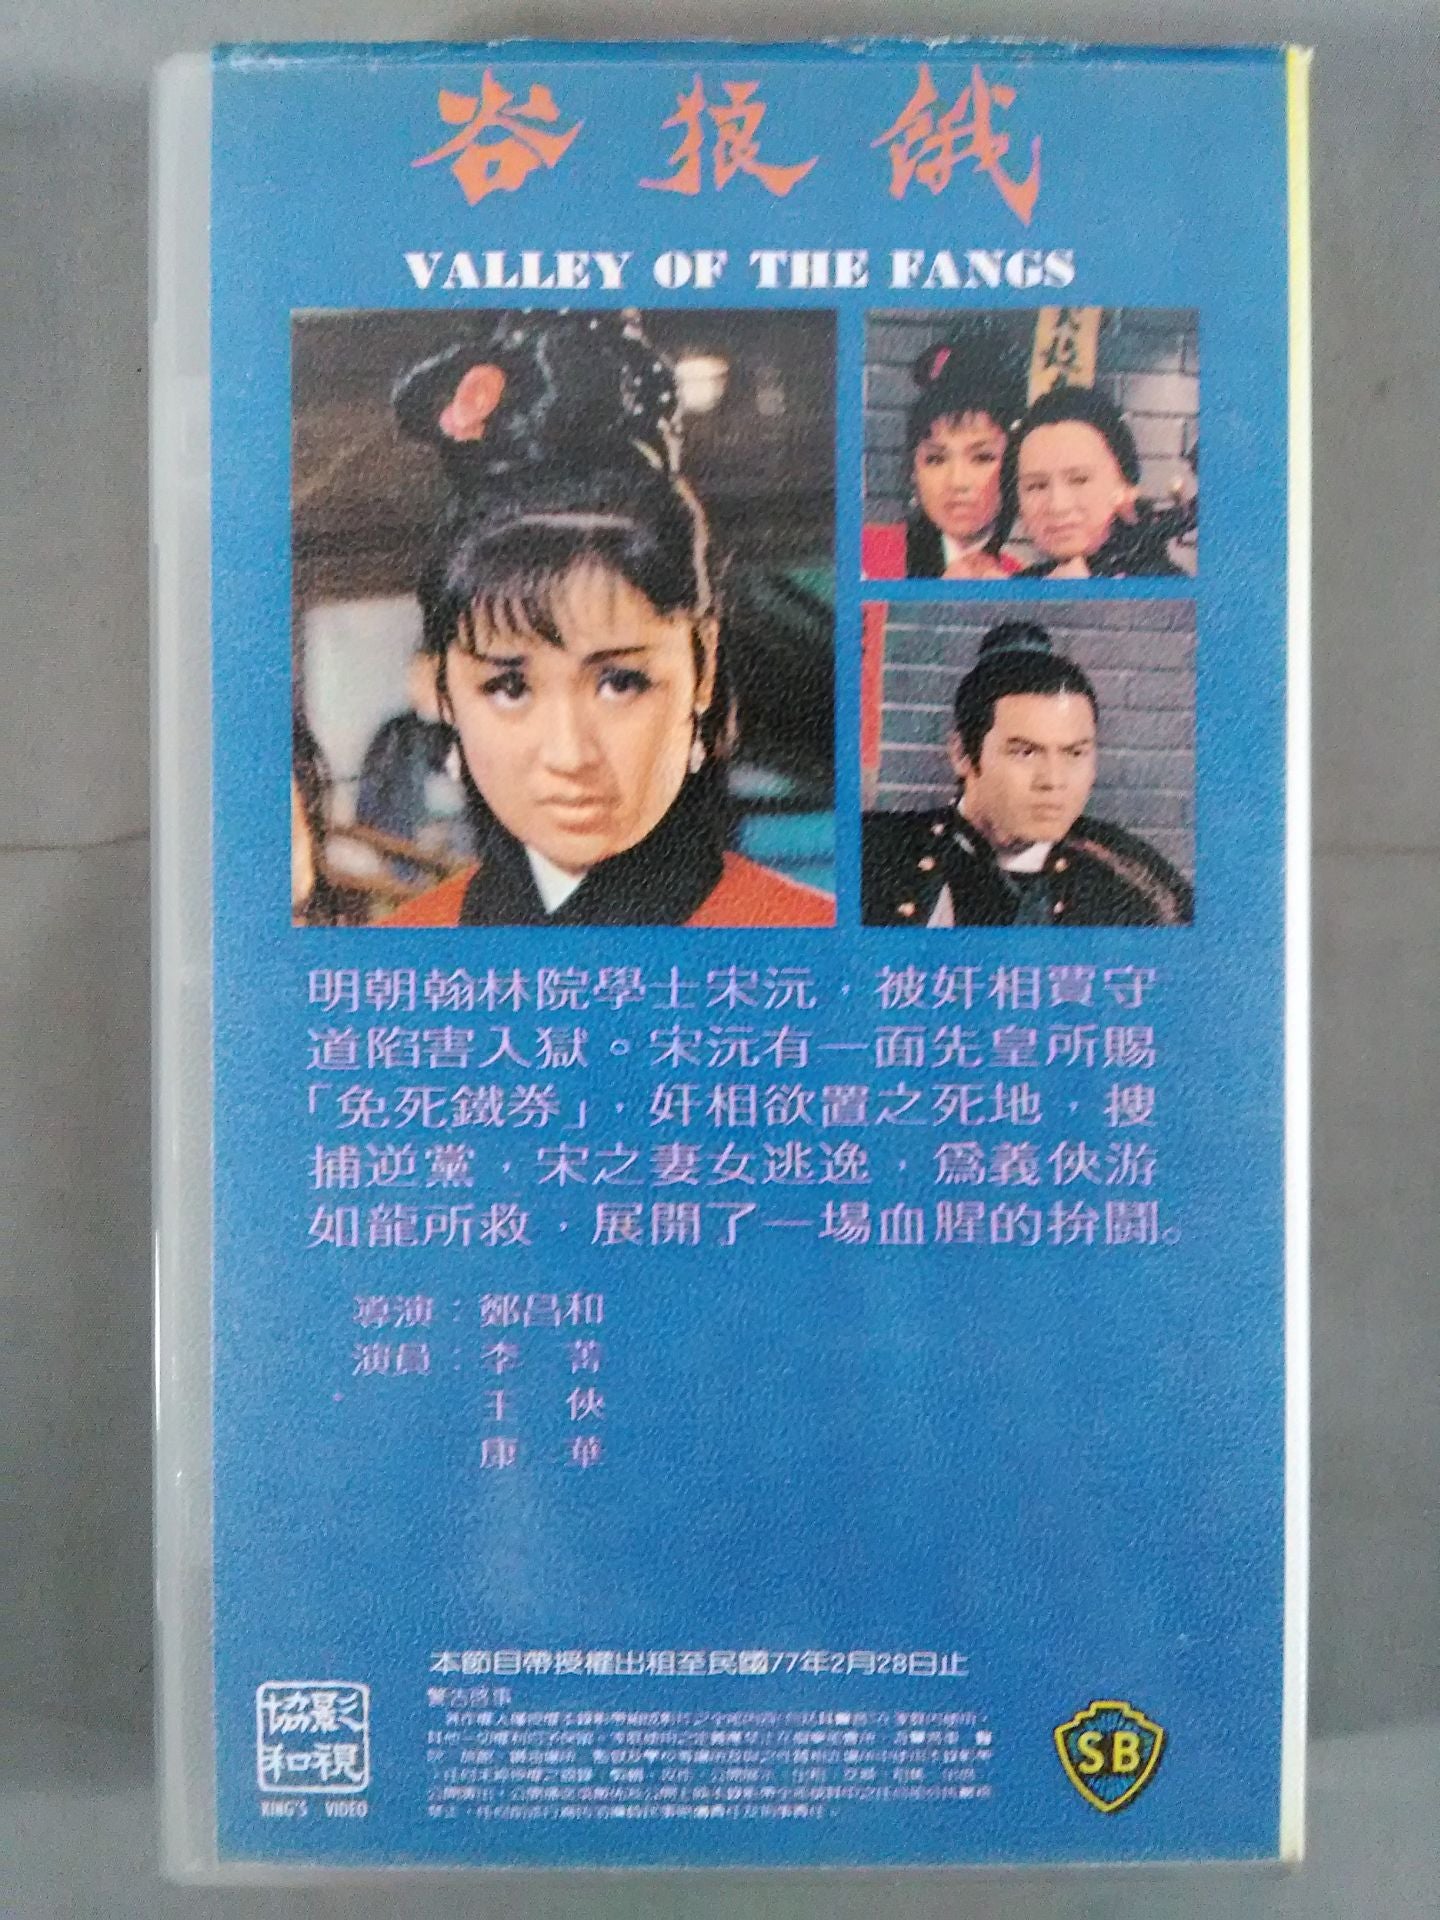 餓狼谷
VALLEY OF THE FANGS
明朝翰林院學士宋沅，被奸相賈守
道陷害入獄。宋沅有一面先皇所賜
「免死鐵券」，奸相欲置之死地，搜
捕逆黨，宋之妻女逃逸，為義俠游
如龍所救，展開了一場血腥的拚鬪。
導演：鄭昌和
演員：李　菁
王　俠
康　華
本節目帶授權出租至民國77年2月28日止
警告啓事
協和影視
KING'S VIDEO
SB